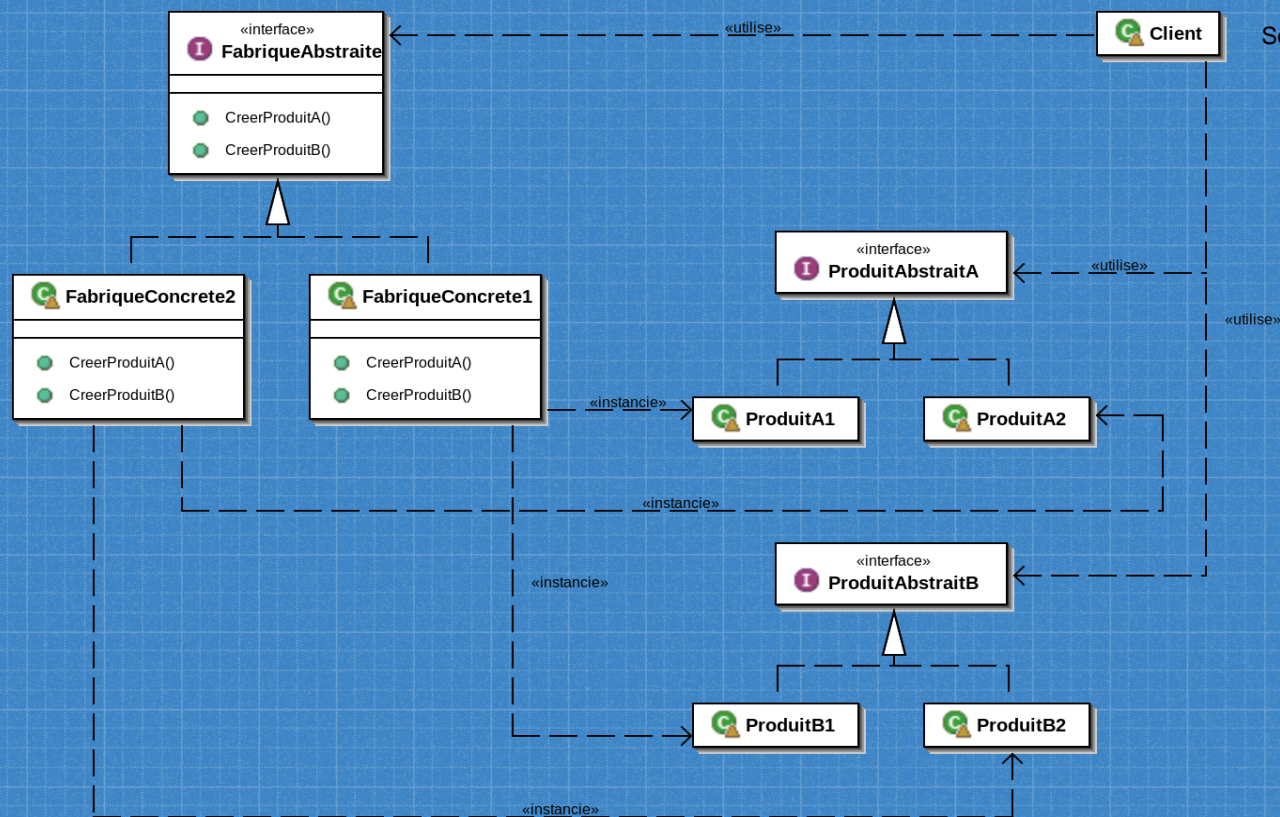 «interface»
FabriqueAbstraite
CreerProduitA()
CreerProduitB()
«utilise»
Client
FabriqueConcrete2
CreerProduitA()
CreerProduitB()
FabriqueConcrete1
CreerProduitA()
CreerProduitB()
«interface»
ProduitAbstraitA
«utilise»
«utilise»
«instancie»
ProduitA1
ProduitA2
«instancie»
«interface»
ProduitAbstraitB
«instancie»
ProduitB1
ProduitB2
«instancie»